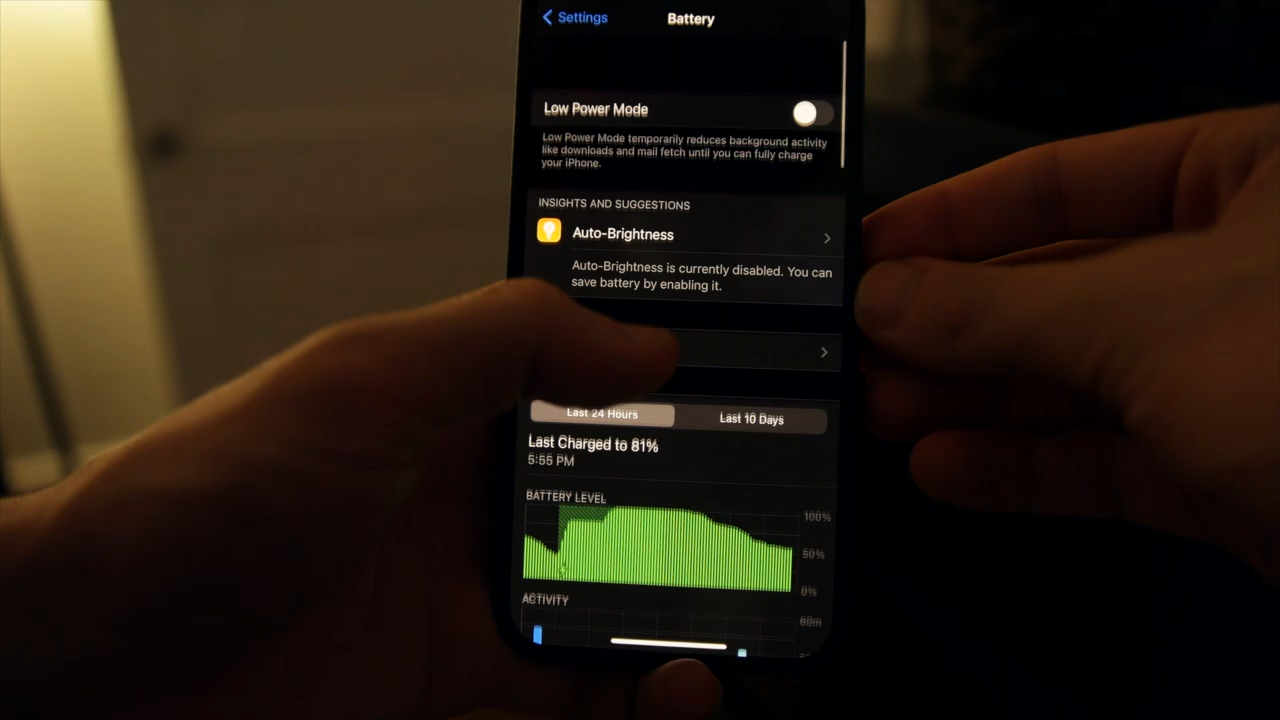 Settings
Battery
Low Power Mode
Low Power Mode temporarily reduces background activity
like downloads and mail fetch until you can fully charge
your iPhone.
INSIGHTS AND SUGGESTIONS
Auto-Brightness
Auto-Brightness is currently disabled. You can
save battery by enabling it.
Last 24 Hours
Last 10 Days
Last Charged to 81%
5:55 PM
BATTERY LEVEL
100%
50%
0%
ACTIVITY
60m